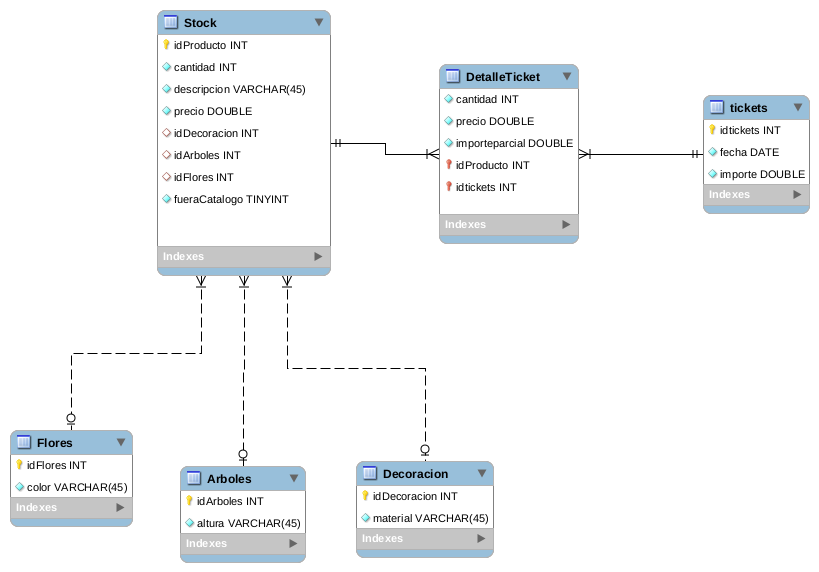 Stock
idProducto INT
cantidad INT
descripcion VARCHAR(45)
precio DOUBLE
idDecoracion INT
idArboles INT
idFlores INT
fueraCatalogo TINYINT
Indexes
DetalleTicket
cantidad INT
precio DOUBLE
importeparcial DOUBLE
idProducto INT
idtickets INT
Indexes
tickets
idtickets INT
fecha DATE
importe DOUBLE
Indexes
Flores
idFlores INT
color VARCHAR(45)
Indexes
Arboles
idArboles INT
altura VARCHAR(45)
Indexes
Decoracion
idDecoracion INT
material VARCHAR(45)
Indexes